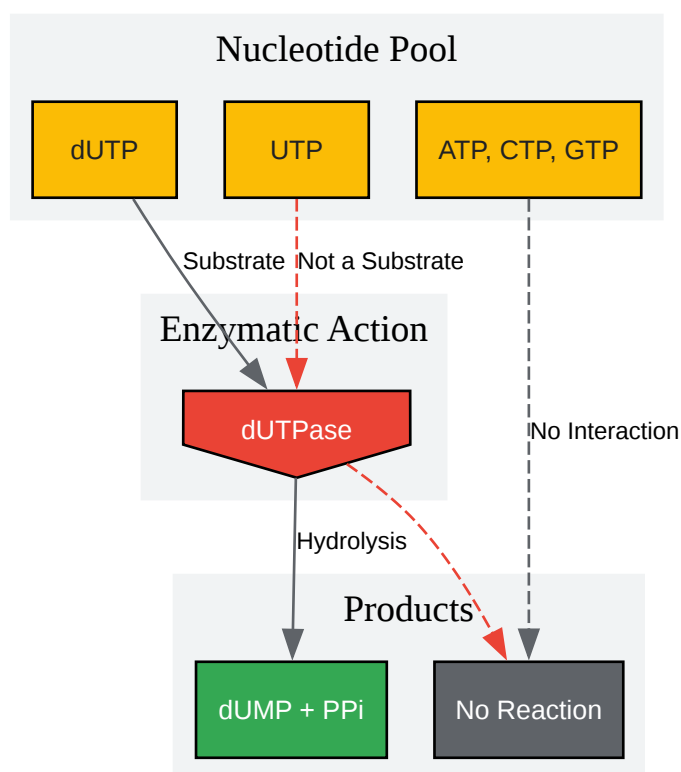 Nucleotide Pool
dUTP
UTP
ATP, CTP, GTP
Substrate
Not a Substrate
Enzymatic Action
dUTPase
No Interaction
Hydrolysis
Products
dUMP + PPi
No Reaction